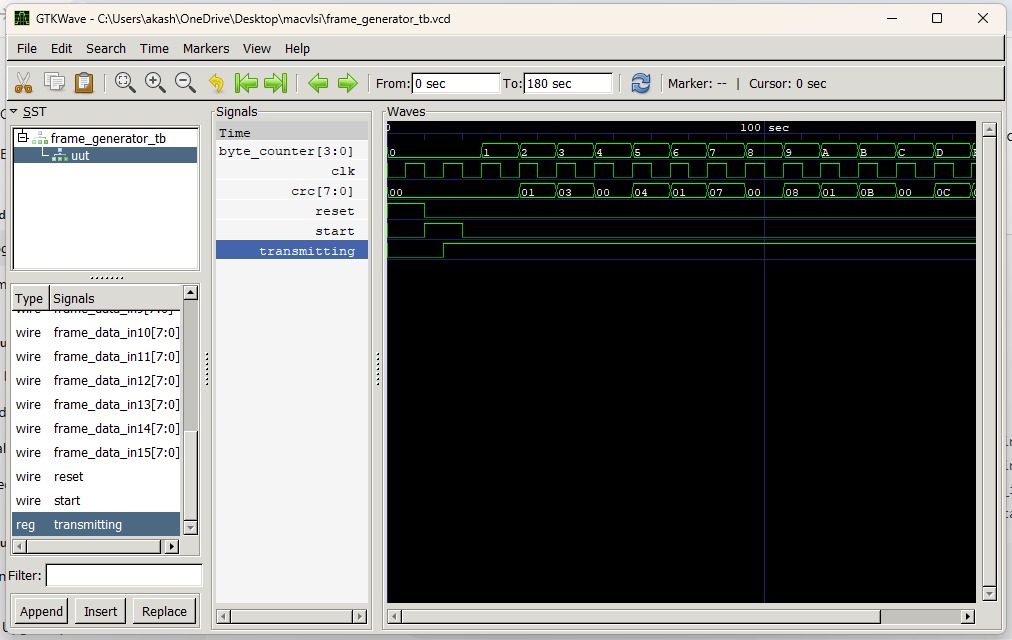 GTKWave - C:\Users\akash\OneDrive\Desktop\macvlsi\frame_generator_tb.vcd
File Edit Search Time Markers View Help
From: 0 sec To: 180 sec Marker: -- | Cursor: 0 sec
SST
frame_generator_tb
uut
Type Signals
wire frame_data_in9[7:0]
wire frame_data_in10[7:0]
wire frame_data_in11[7:0]
wire frame_data_in12[7:0]
wire frame_data_in13[7:0]
wire frame_data_in14[7:0]
wire frame_data_in15[7:0]
wire reset
wire start
reg transmitting
Filter:
Append Insert Replace
Signals
Time
byte_counter[3:0]
clk
crc[7:0]
reset
start
transmitting
Waves
0 100 sec
0 1 2 3 4 5 6 7 8 9 A B C D
00 01 03 00 04 01 07 00 08 01 0B 00 0C